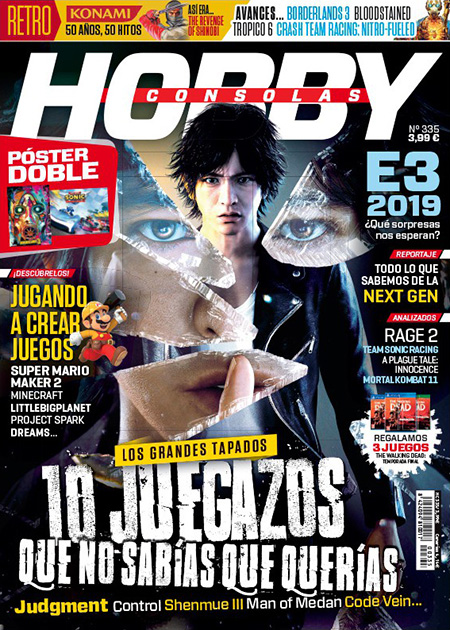 RETRO
KONAMI
50 AÑOS, 50 HITOS
ASÍ ERA...
THE REVENGE
OF SHINOBI
AVANCES... BORDERLANDS 3 BLOODSTAINED
TROPICO 6 CRASH TEAM RACING: NITRO-FUELED
HOBBY
CONSOLAS
Nº 335
3,99 €
PÓSTER
DOBLE
SONIC
E3
2019
¿Qué sorpresas
nos esperan?
REPORTAJE
TODO LO QUE
SABEMOS DE LA
NEXT GEN
¡DESCÚBRELOS!
JUGANDO
A CREAR
JUEGOS
SUPER MARIO
MAKER 2
MINECRAFT
LITTLEBIGPLANET
PROJECT SPARK
DREAMS...
ANALIZADOS
RAGE 2
TEAM SONIC RACING
A PLAGUE TALE:
INNOCENCE
MORTAL KOMBAT 11
DEAD
REGALAMOS
3 JUEGOS
THE WALKING DEAD:
TEMPORADA FINAL
LOS GRANDES TAPADOS
10 JUEGAZOS
QUE NO SABÍAS QUE QUERÍAS
Judgment Control Shenmue III Man of Medan Code Vein...